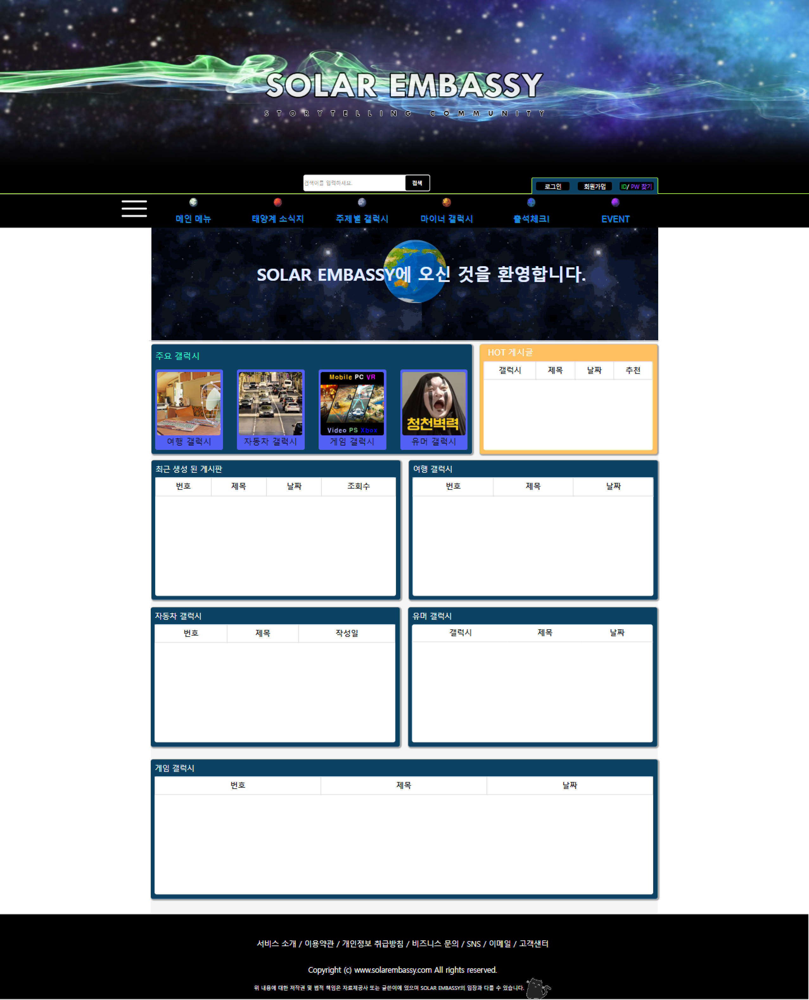 SOLAR EMBASSY
STORYTELLING COMMUNITY
검색어를 입력하세요. 검색
로그인 회원가입 ID/ PW 찾기
메인 메뉴 태양계 소식지 주제별 갤럭시 마이너 갤럭시 출석체크! EVENT
SOLAR EMBASSY에 오신 것을 환영합니다.
주요 갤럭시
Mobile PC VR
Video PS Xbox
청천벽력
여행 갤럭시 자동차 갤럭시 게임 갤럭시 유머 갤럭시
HOT 게시글
갤럭시 제목 날짜 추천
최근 생성 된 게시판
번호 제목 날짜 조회수
여행 갤럭시
번호 제목 날짜
자동차 갤럭시
번호 제목 작성일
유머 갤럭시
갤럭시 제목 날짜
게임 갤럭시
번호 제목 날짜
서비스 소개 / 이용약관 / 개인정보 취급방침 / 비즈니스 문의 / SNS / 이메일 / 고객센터
Copyright (c) www.solarembassy.com All rights reserved.
위 내용에 대한 저작권 및 법적 책임은 자료제공사 또는 글쓴이에 있으며 SOLAR EMBASSY의 입장과 다를 수 있습니다.